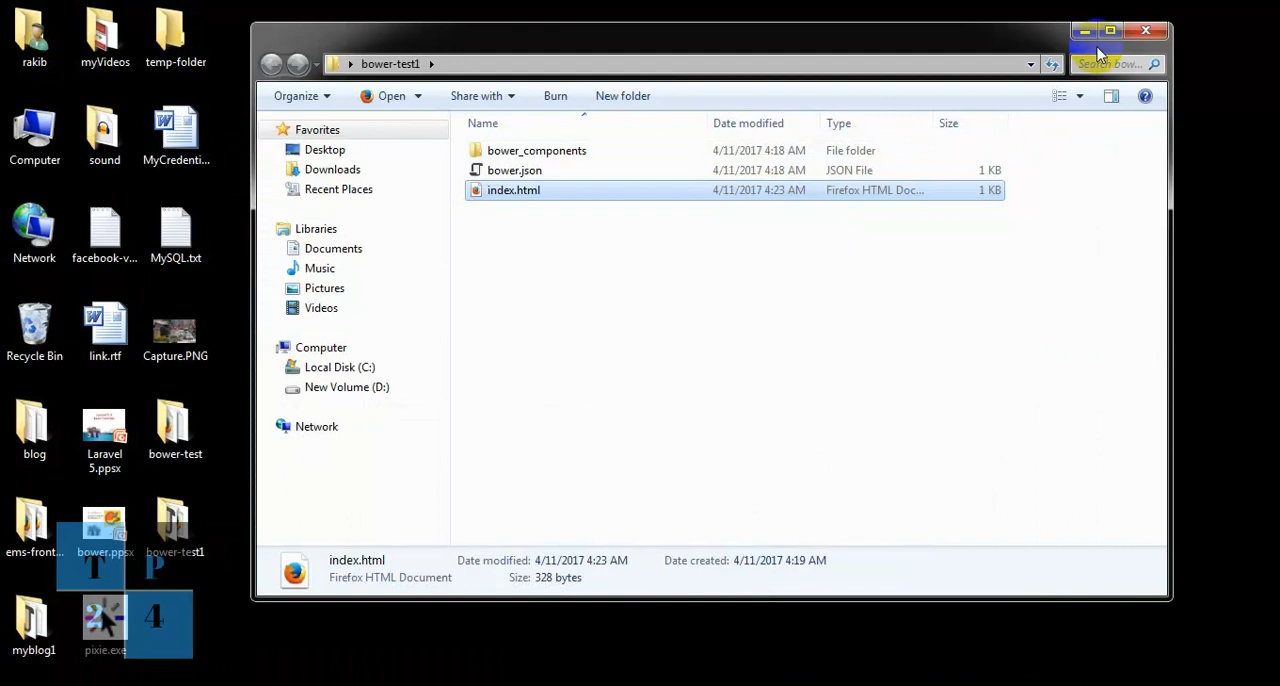 rakib
myVideos
temp-folder
Computer
sound
MyCredenti...
Network
facebook-v...
MySQL.txt
Recycle Bin
link.rtf
Capture.PNG
blog
Laravel
5.ppsx
bower-test
ems-front...
bower.ppsx
bower-test1
T P
2 4
myblog1
pixie.exe
bower-test1
Search bow...
Organize
Open
Share with
Burn
New folder
Favorites
Desktop
Downloads
Recent Places
Libraries
Documents
Music
Pictures
Videos
Computer
Local Disk (C:)
New Volume (D:)
Network
Name Date modified Type Size
bower_components 4/11/2017 4:18 AM File folder
bower.json 4/11/2017 4:18 AM JSON File 1 KB
index.html 4/11/2017 4:23 AM Firefox HTML Doc... 1 KB
index.html Date modified: 4/11/2017 4:23 AM Date created: 4/11/2017 4:19 AM
Firefox HTML Document Size: 328 bytes